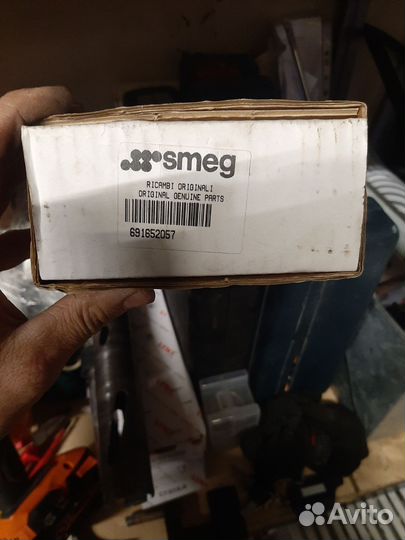 smeg
RICAMBI ORIGINALI
ORIGINAL GENUINE PARTS
691652057
Avito